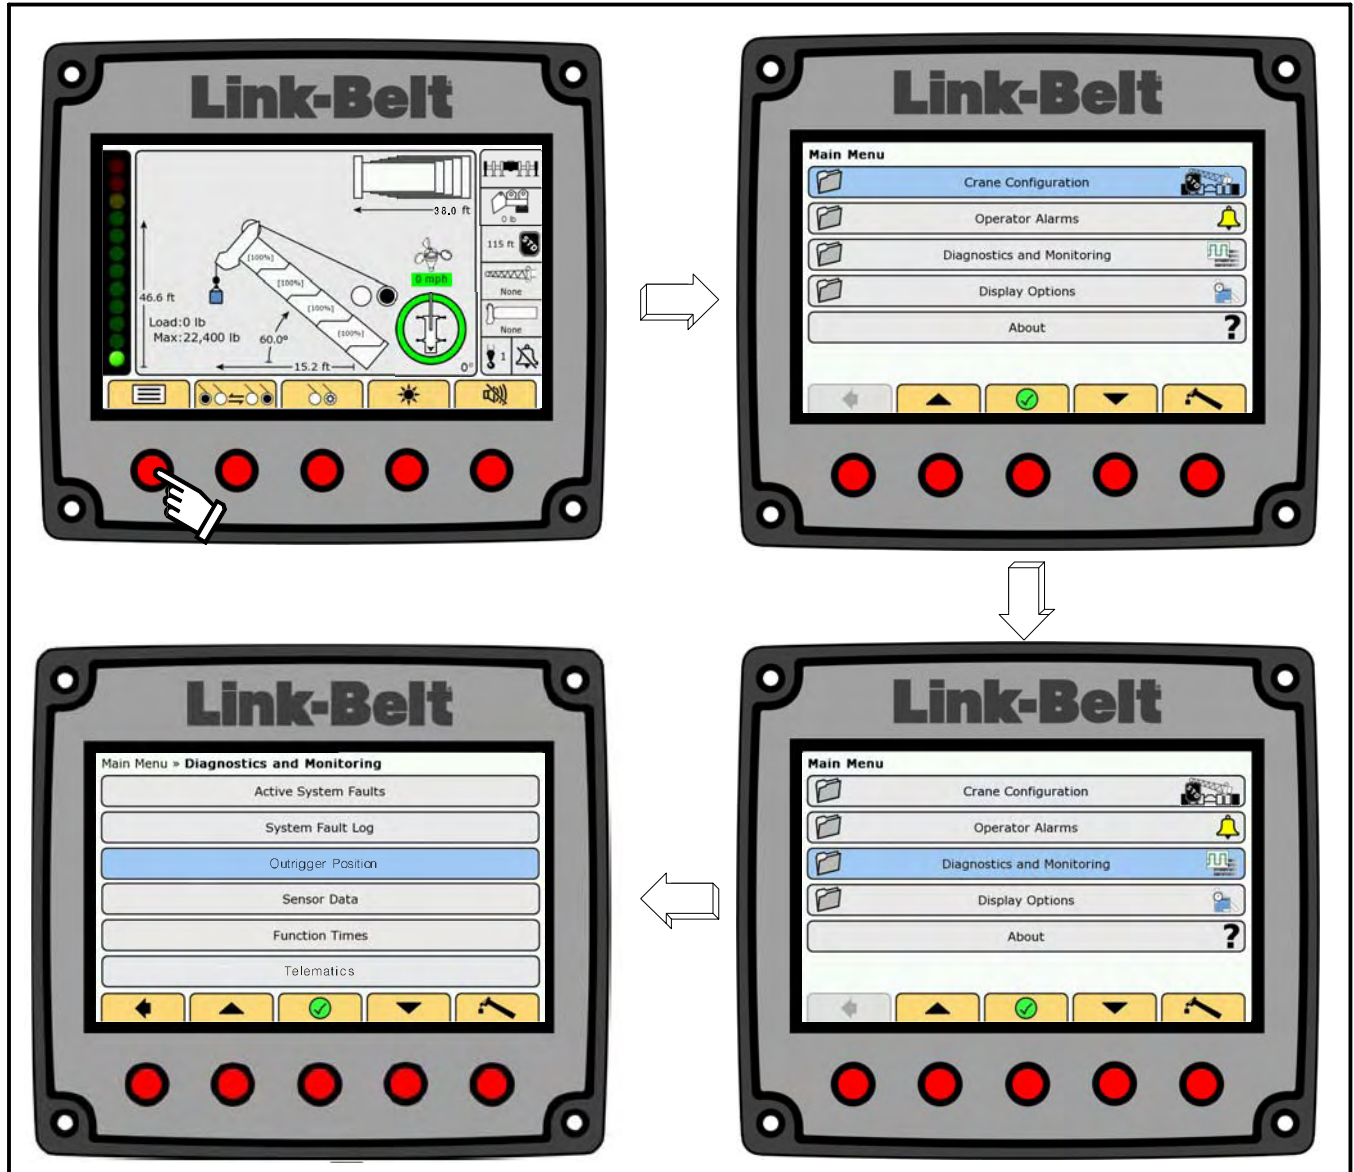 Link-Belt
38.0 ft
0 lb
115 ft STD
[100%]
[100%]
[100%]
[100%]
0 mph
None
46.6 ft
Load:0 lb
Max:22,400 lb
60.0°
None
15.2 ft
0°
1
Link-Belt
Main Menu
Crane Configuration
STD
Operator Alarms
Diagnostics and Monitoring
Display Options
About ?
Link-Belt
Main Menu
Crane Configuration
STD
Operator Alarms
Diagnostics and Monitoring
Display Options
About ?
Link-Belt
Main Menu » Diagnostics and Monitoring
Active System Faults
System Fault Log
Outrigger Position
Sensor Data
Function Times
Telematics